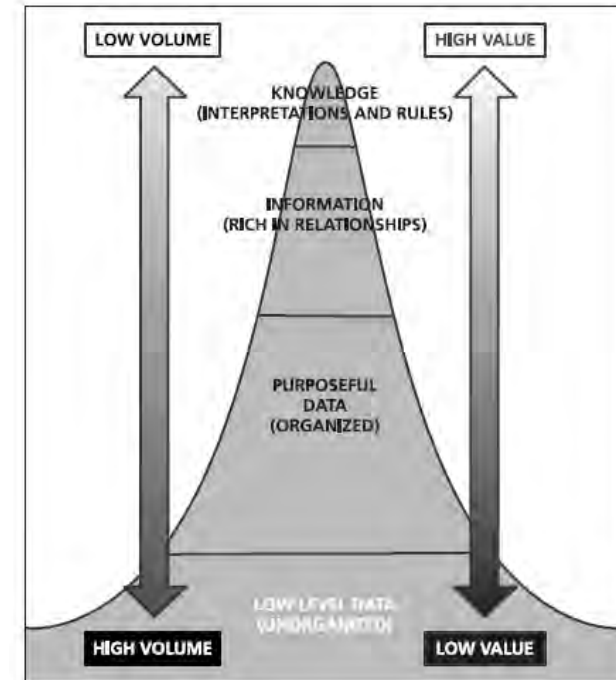 LOW VOLUME
HIGH VALUE
KNOWLEDGE
(INTERPRETATIONS AND RULES)
INFORMATION
(RICH IN RELATIONSHIPS)
PURPOSEFUL
DATA
(ORGANIZED)
LOW LEVEL DATA
(UNORGANIZED)
HIGH VOLUME
LOW VALUE